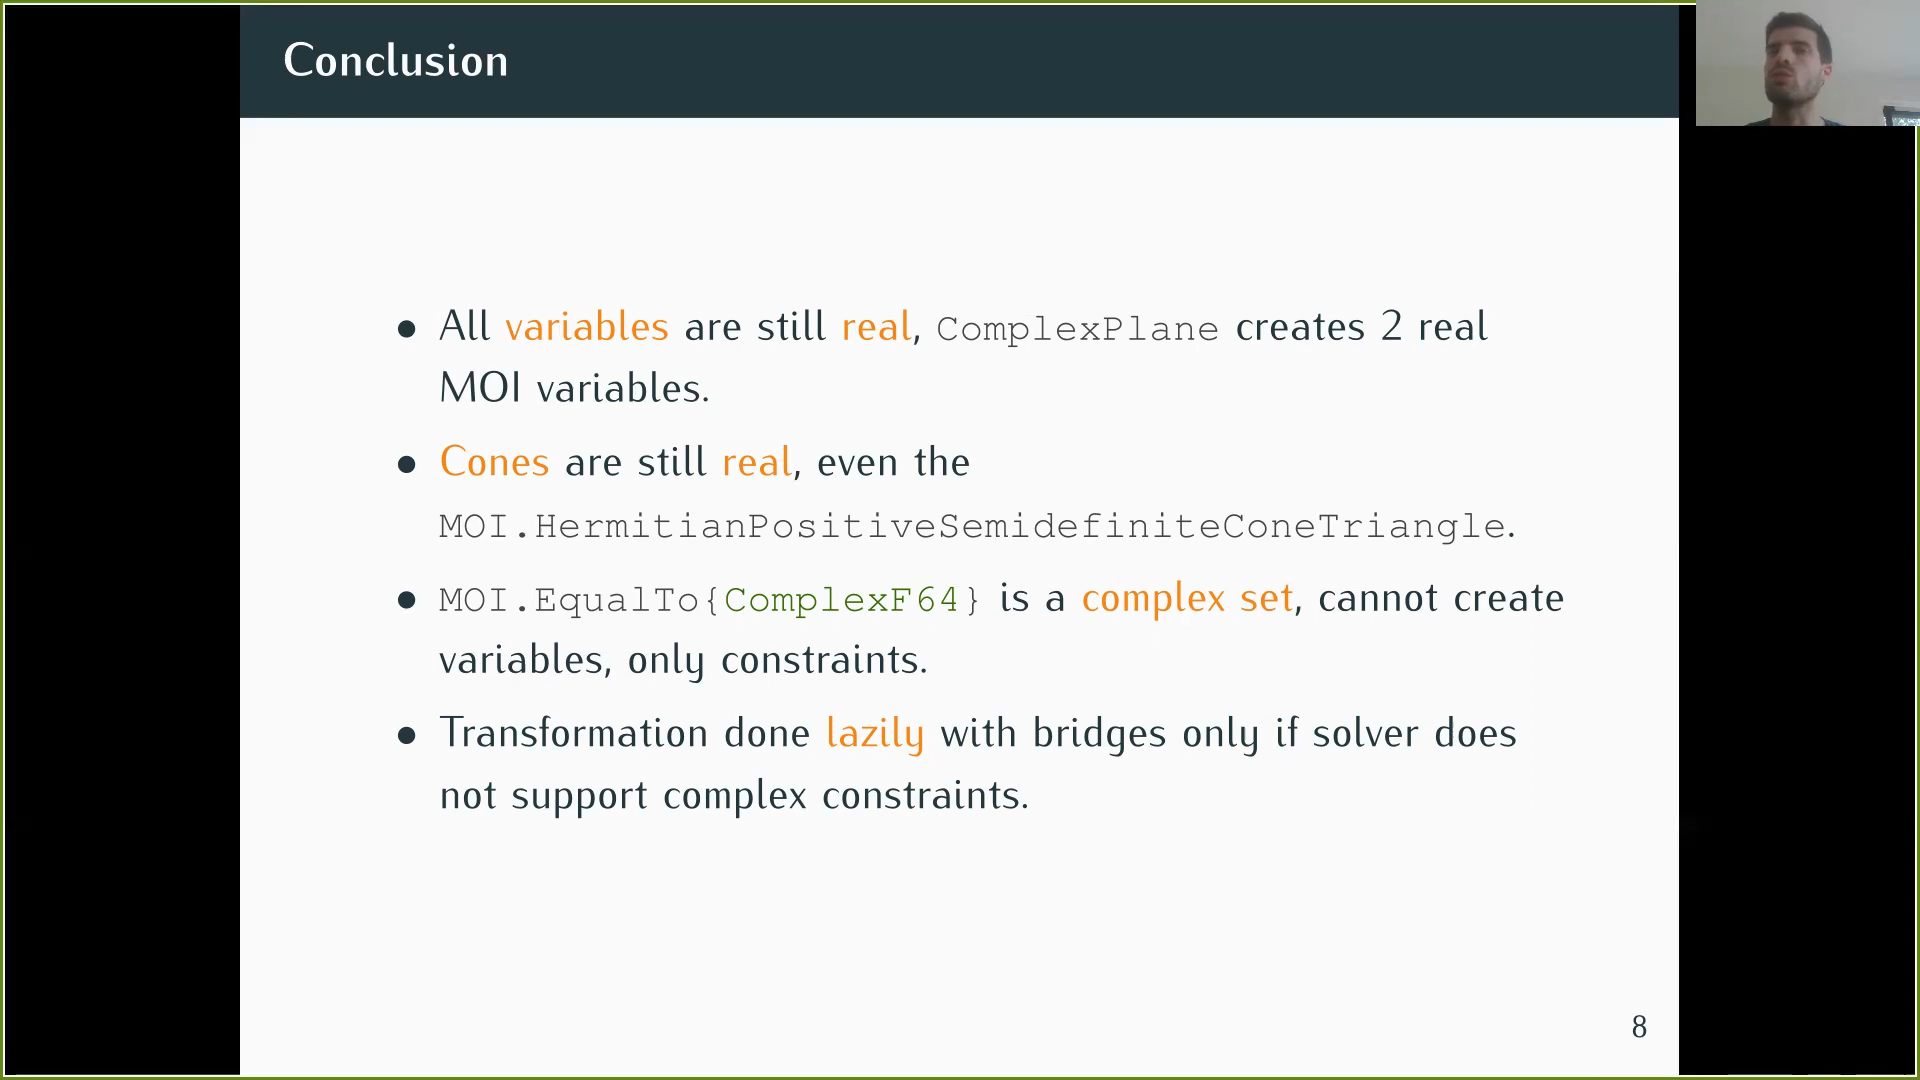 Conclusion
• All variables are still real, ComplexPlane creates 2 real
MOI variables.
• Cones are still real, even the
MOI.HermitianPositiveSemidefiniteConeTriangle.
• MOI.EqualTo{ComplexF64} is a complex set, cannot create
variables, only constraints.
• Transformation done lazily with bridges only if solver does
not support complex constraints.
8